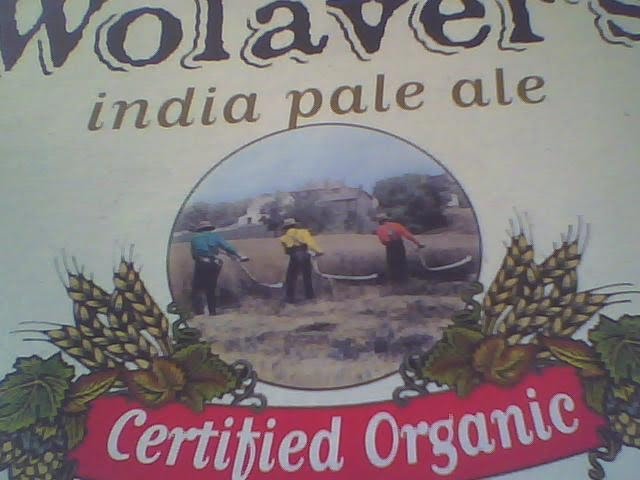 Wolaver's
india pale ale
Certified Organic